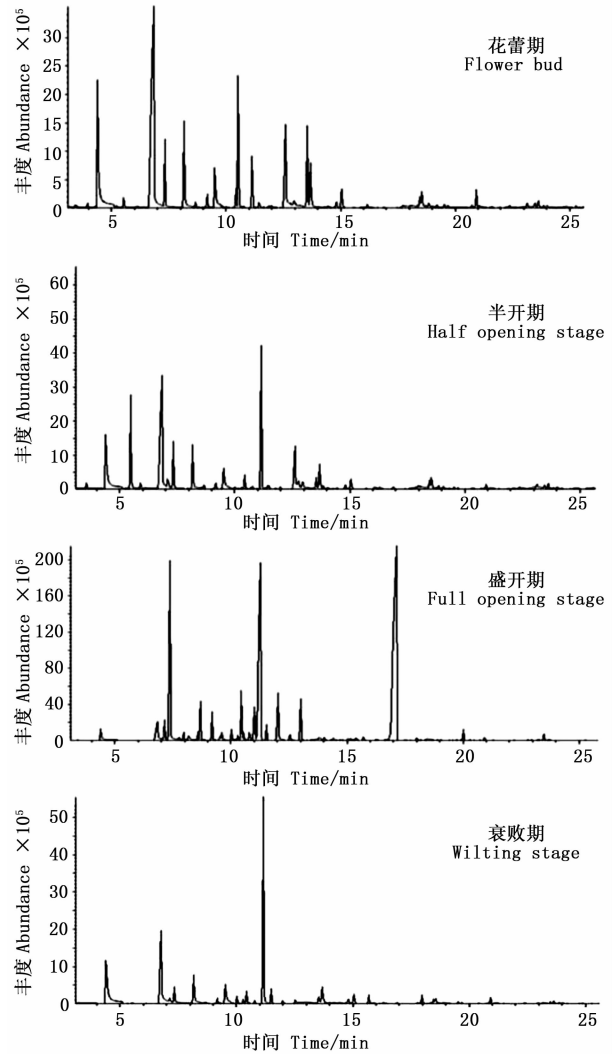 丰度 Abundance ×10⁵
35
30
25
20
15
10
5
0
花蕾期
Flower bud
5 10 15 20 25
时间 Time/min
丰度 Abundance ×10⁵
60
50
40
30
20
10
0
半开期
Half opening stage
5 10 15 20 25
时间 Time/min
丰度 Abundance ×10⁵
200
160
120
80
40
0
盛开期
Full opening stage
5 10 15 20 25
时间 Time/min
丰度 Abundance ×10⁵
50
40
30
20
10
0
衰败期
Wilting stage
5 10 15 20 25
时间 Time/min